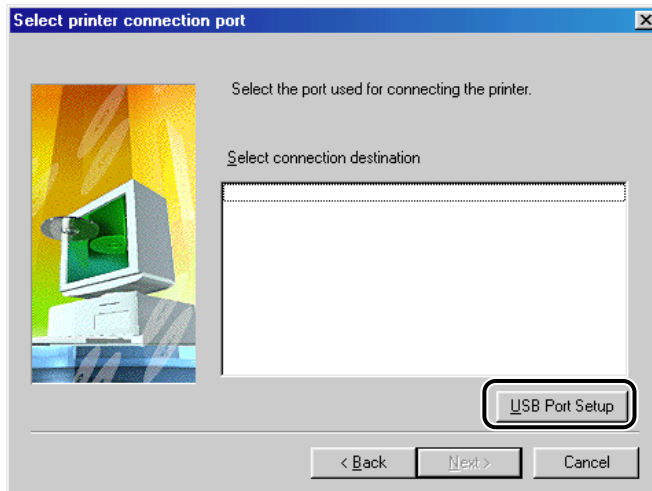 Select printer connection port
Select the port used for connecting the printer.
Select connection destination
USB Port Setup
< Back Next > Cancel